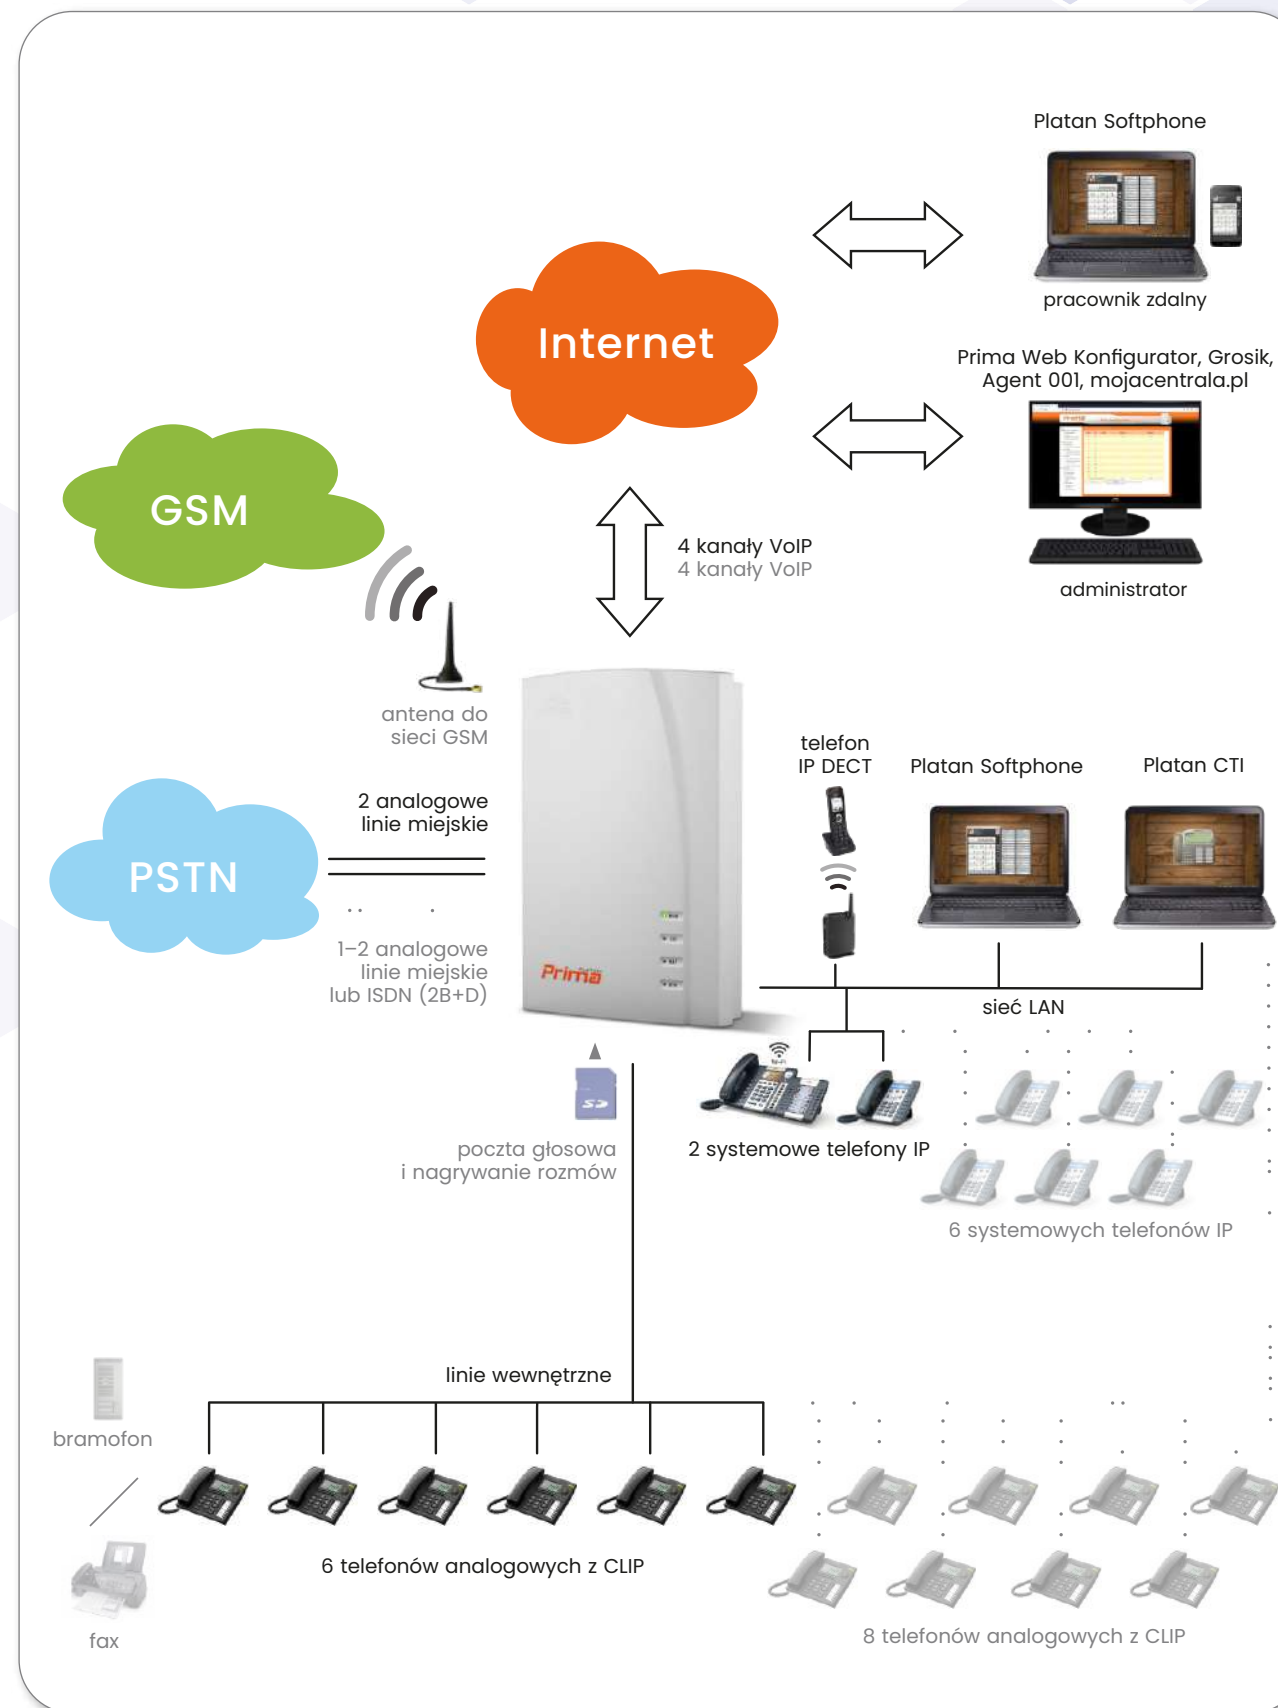 Platan Softphone
pracownik zdalny
Internet
Prima Web Konfigurator, Grosik,
Agent 001, mojacentrala.pl
administrator
GSM
4 kanały VoIP
4 kanały VoIP
antena do
sieci GSM
telefon
IP DECT
Platan Softphone
Platan CTI
2 analogowe
linie miejskie
PSTN
1–2 analogowe
linie miejskie
lub ISDN (2B+D)
Prima
sieć LAN
Wi-Fi
SD
poczta głosowa
i nagrywanie rozmów
2 systemowe telefony IP
6 systemowych telefonów IP
linie wewnętrzne
bramofon
6 telefonów analogowych z CLIP
fax
8 telefonów analogowych z CLIP